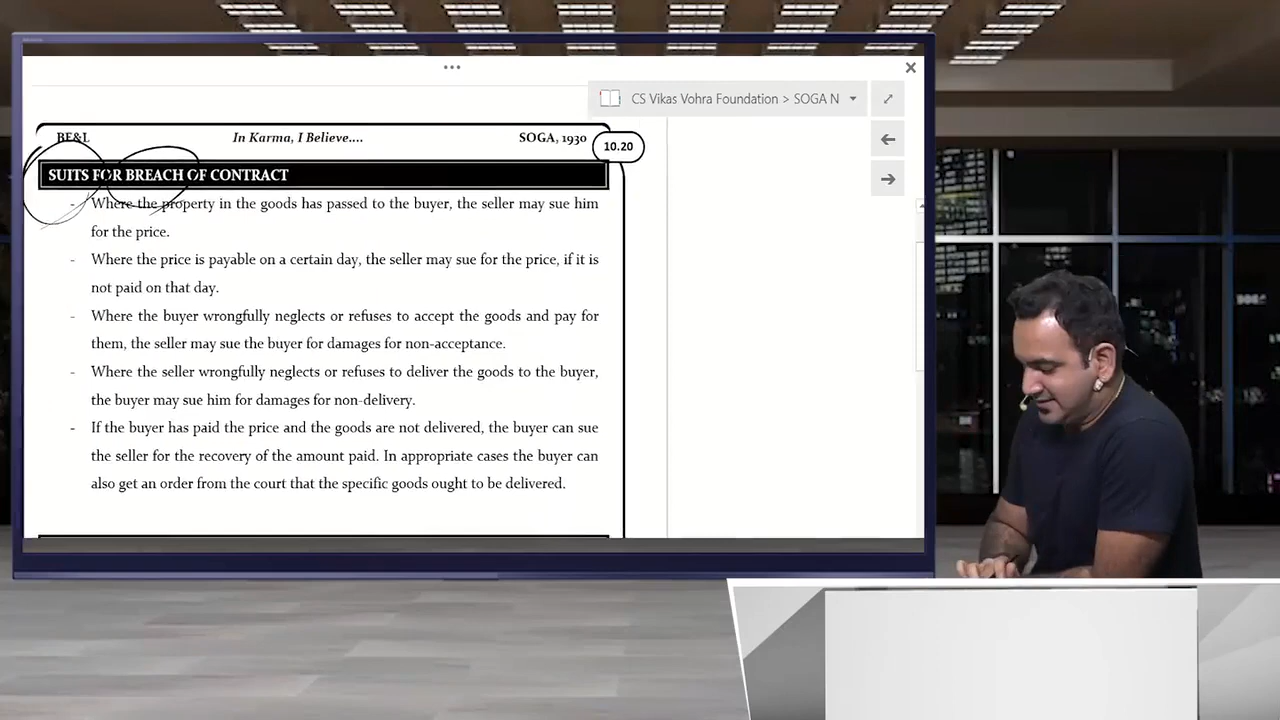 •••
CS Vikas Vohra Foundation > SOGA N
BE&L In Karma, I Believe.... SOGA, 1930 10.20
SUITS FOR BREACH OF CONTRACT
- Where the property in the goods has passed to the buyer, the seller may sue him
for the price.
- Where the price is payable on a certain day, the seller may sue for the price, if it is
not paid on that day.
- Where the buyer wrongfully neglects or refuses to accept the goods and pay for
them, the seller may sue the buyer for damages for non-acceptance.
- Where the seller wrongfully neglects or refuses to deliver the goods to the buyer,
the buyer may sue him for damages for non-delivery.
- If the buyer has paid the price and the goods are not delivered, the buyer can sue
the seller for the recovery of the amount paid. In appropriate cases the buyer can
also get an order from the court that the specific goods ought to be delivered.